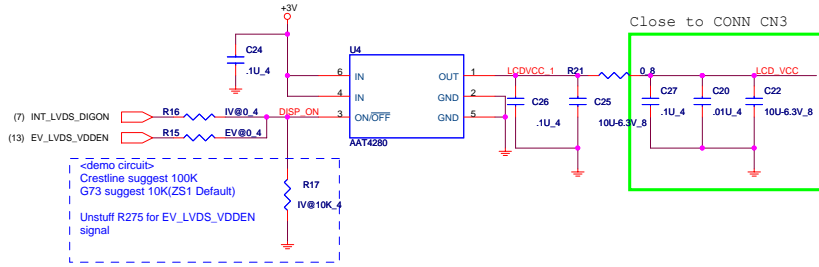 Close to CONN CN3
+3V
C24
.1U_4
U4
6 IN OUT 1 LCDVCC_1 R21 0_8 LCD_VCC
4 IN GND 2
3 ON/OFF GND 5
AAT4280
(7) INT_LVDS_DIGON R16 IV@0_4 DISP_ON
(13) EV_LVDS_VDDEN R15 EV@0_4
C26
.1U_4
C25
10U-6.3V_8
C27
.1U_4
C20
.01U_4
C22
10U-6.3V_8
<demo circuit>
Crestline suggest 100K
G73 suggest 10K(ZS1 Default)
Unstuff R275 for EV_LVDS_VDDEN
signal
R17
IV@10K_4